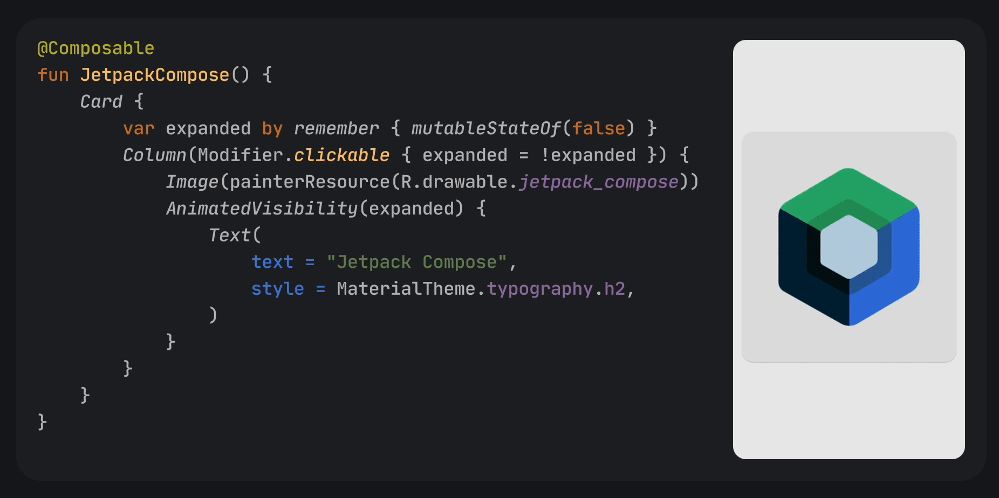 @Composable
fun JetpackCompose() {
    Card {
        var expanded by remember { mutableStateOf(false) }
        Column(Modifier.clickable { expanded = !expanded }) {
            Image(painterResource(R.drawable.jetpack_compose))
            AnimatedVisibility(expanded) {
                Text(
                    text = "Jetpack Compose",
                    style = MaterialTheme.typography.h2,
                )
            }
        }
    }
}